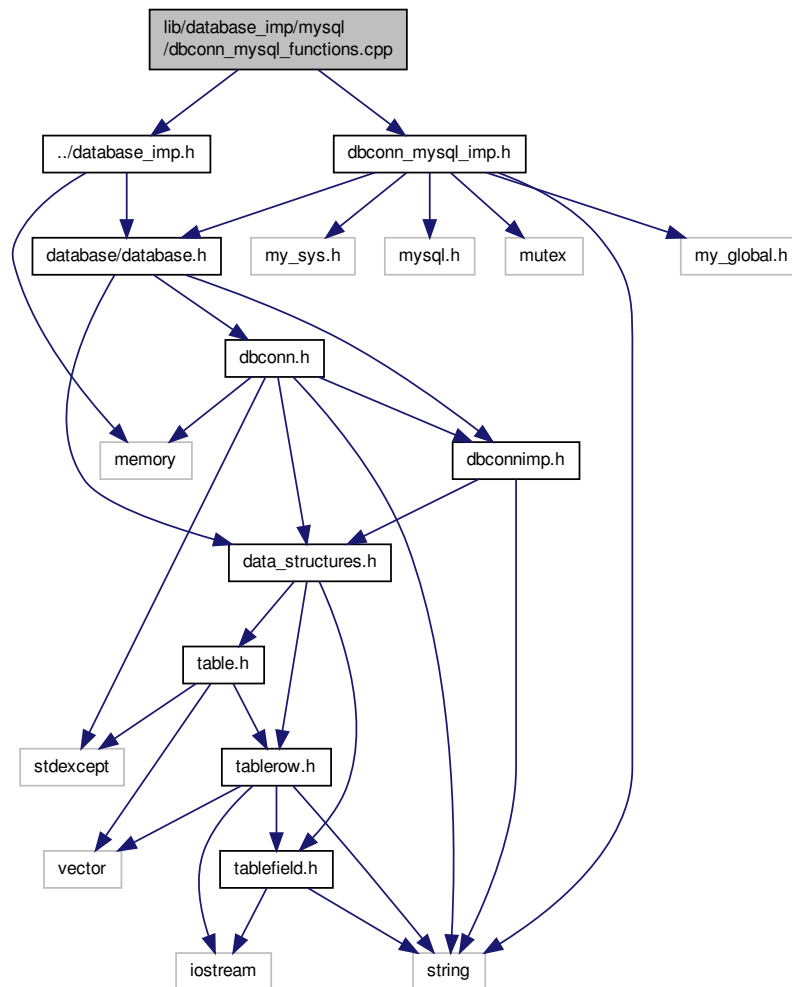 lib/database_imp/mysql
/dbconn_mysql_functions.cpp
../database_imp.h
dbconn_mysql_imp.h
database/database.h
my_sys.h
mysql.h
mutex
my_global.h
dbconn.h
memory
dbconnimp.h
data_structures.h
table.h
stdexcept
tablerow.h
vector
tablefield.h
iostream
string